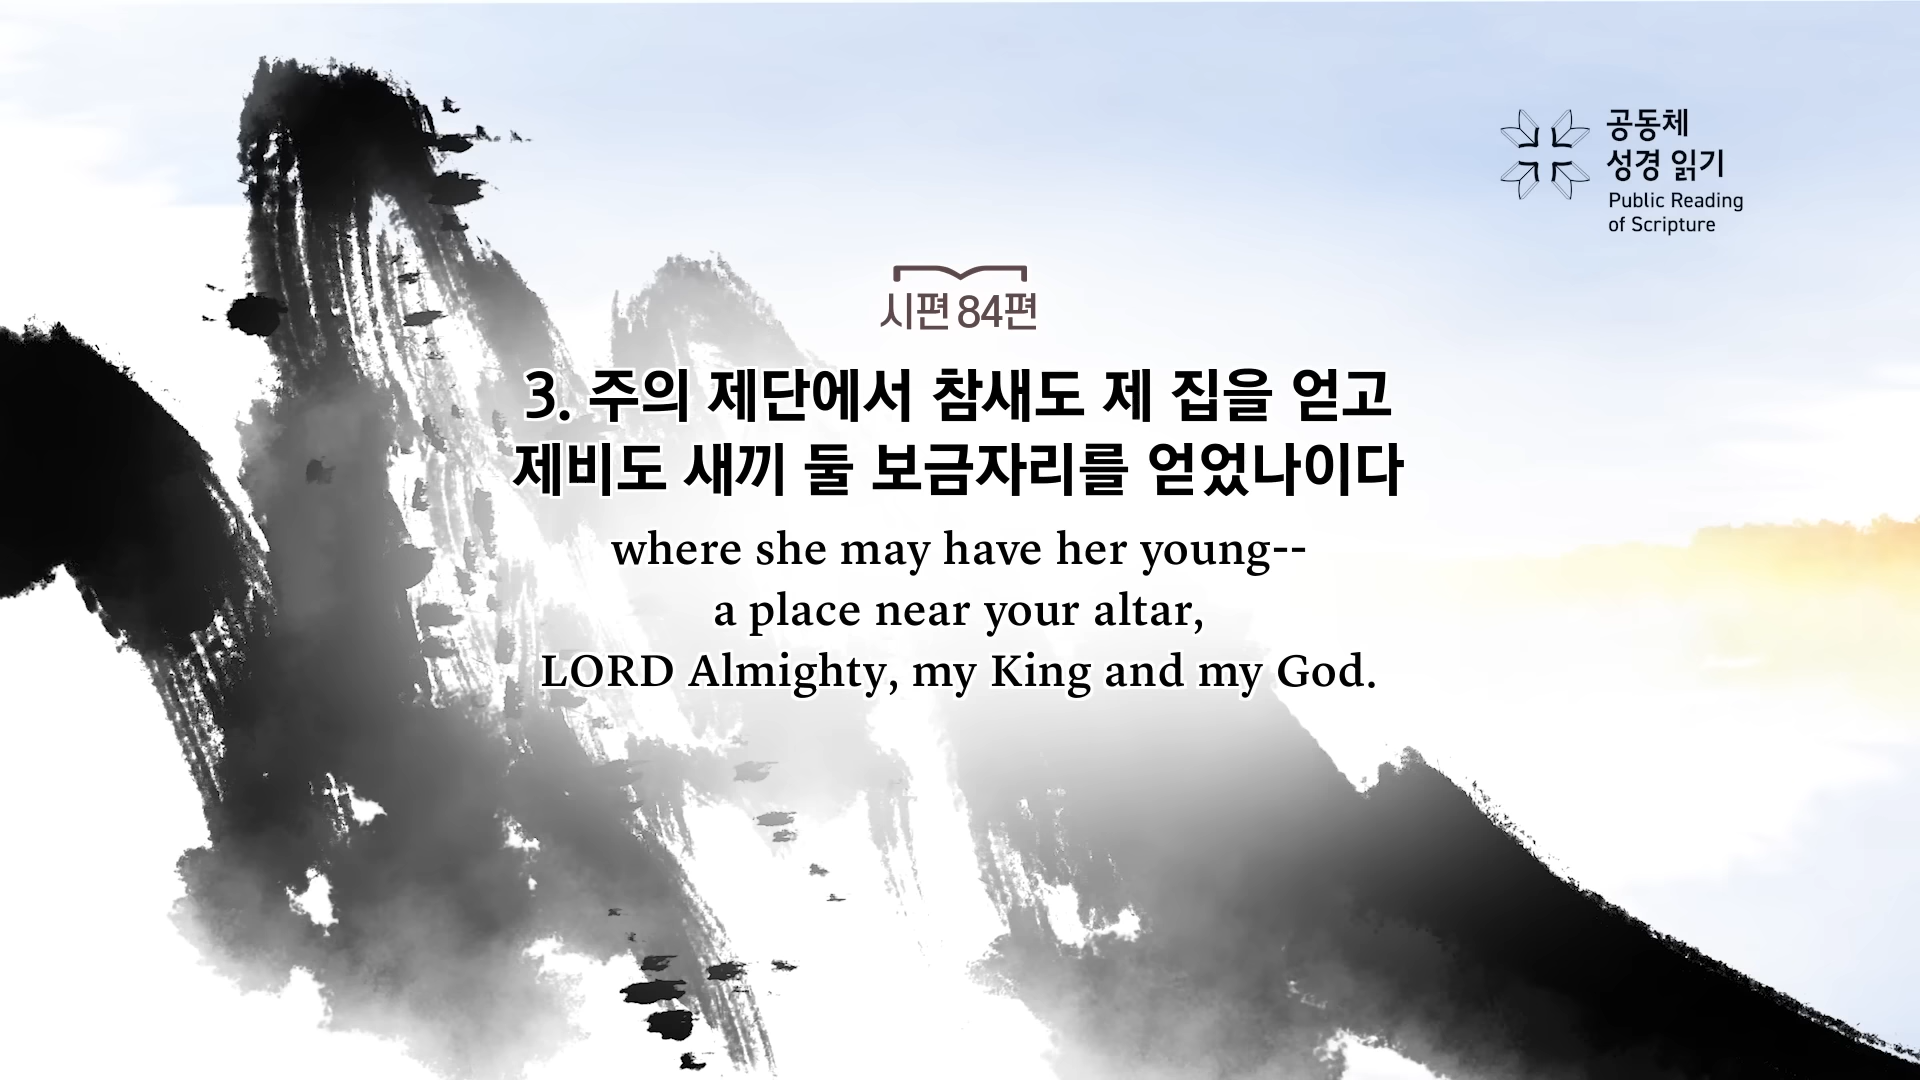 공동체
성경 읽기
Public Reading
of Scripture
시편 84편
3. 주의 제단에서 참새도 제 집을 얻고
제비도 새끼 둘 보금자리를 얻었나이다
where she may have her young--
a place near your altar,
LORD Almighty, my King and my God.